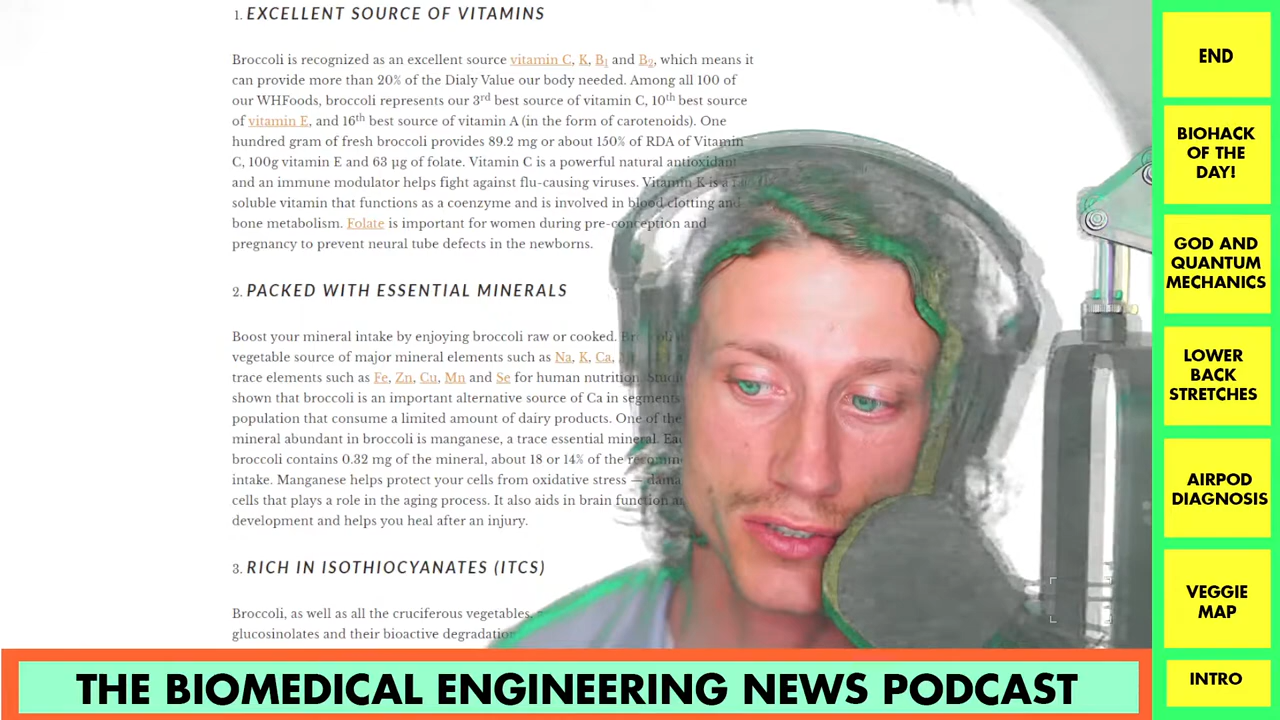 1. EXCELLENT SOURCE OF VITAMINS
Broccoli is recognized as an excellent source vitamin C, K, B1 and B2, which means it
can provide more than 20% of the Dialy Value our body needed. Among all 100 of
our WHFoods, broccoli represents our 3rd best source of vitamin C, 10th best source
of vitamin E, and 16th best source of vitamin A (in the form of carotenoids). One
hundred gram of fresh broccoli provides 89.2 mg or about 150% of RDA of Vitamin
C, 100g vitamin E and 63 µg of folate. Vitamin C is a powerful natural antioxidant
and an immune modulator helps fight against flu-causing viruses. Vitamin K is a
soluble vitamin that functions as a coenzyme and is involved in blood clotting and
bone metabolism. Folate is important for women during pre-conception and
pregnancy to prevent neural tube defects in the newborns.
2. PACKED WITH ESSENTIAL MINERALS
Boost your mineral intake by enjoying broccoli raw or cooked.
vegetable source of major mineral elements such as Na, K, Ca,
trace elements such as Fe, Zn, Cu, Mn and Se for human nutrition.
shown that broccoli is an important alternative source of Ca in segments
population that consume a limited amount of dairy products. One of the
mineral abundant in broccoli is manganese, a trace essential mineral.
broccoli contains 0.32 mg of the mineral, about 18 or 14% of the
intake. Manganese helps protect your cells from oxidative stress —
cells that plays a role in the aging process. It also aids in brain function
development and helps you heal after an injury.
3. RICH IN ISOTHIOCYANATES (ITCS)
Broccoli, as well as all the cruciferous vegetables,
glucosinolates and their bioactive
END
BIOHACK
OF THE
DAY!
GOD AND
QUANTUM
MECHANICS
LOWER
BACK
STRETCHES
AIRPOD
DIAGNOSIS
VEGGIE
MAP
INTRO
THE BIOMEDICAL ENGINEERING NEWS PODCAST